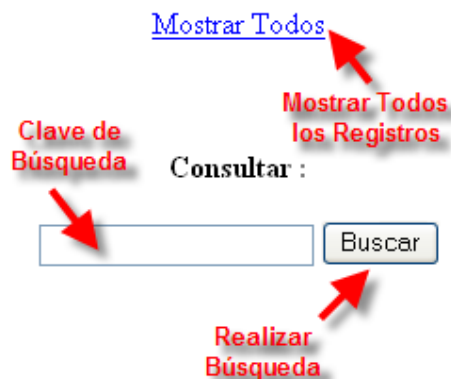 Mostrar Todos
Mostrar Todos
los Registros
Clave de
Búsqueda
Consultar :
Buscar
Realizar
Búsqueda